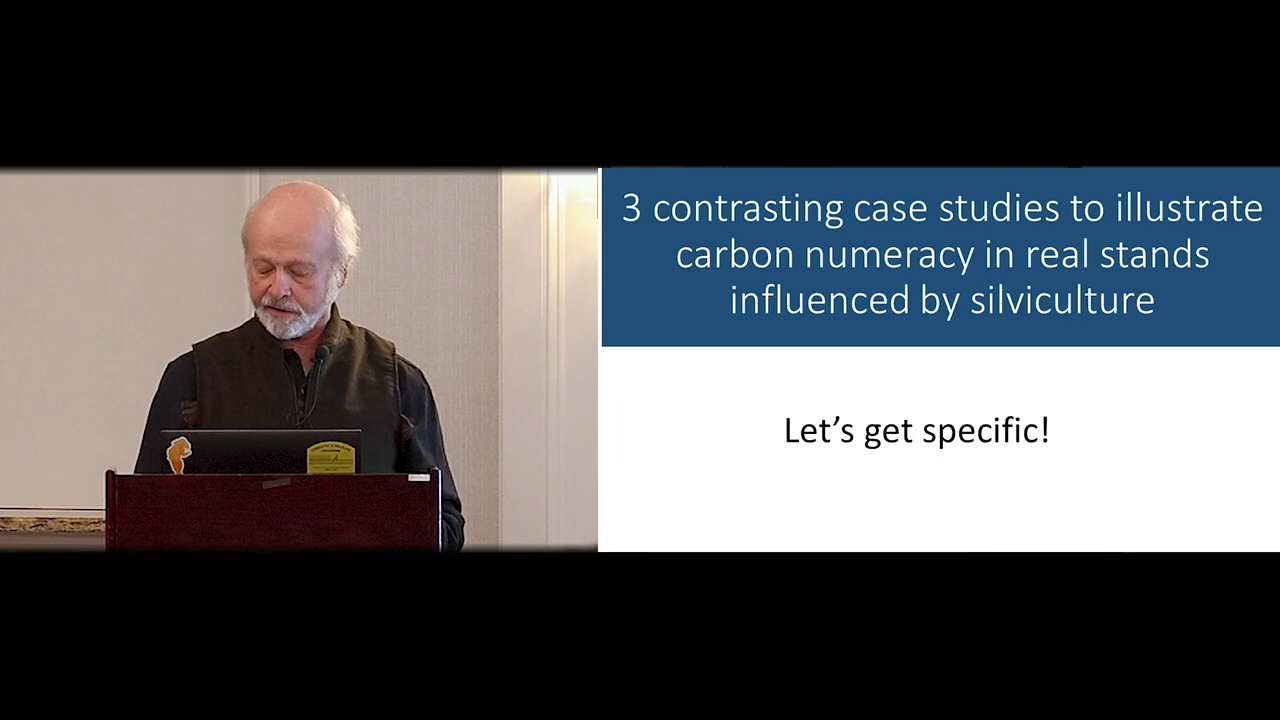 3 contrasting case studies to illustrate
carbon numeracy in real stands
influenced by silviculture
Let’s get specific!